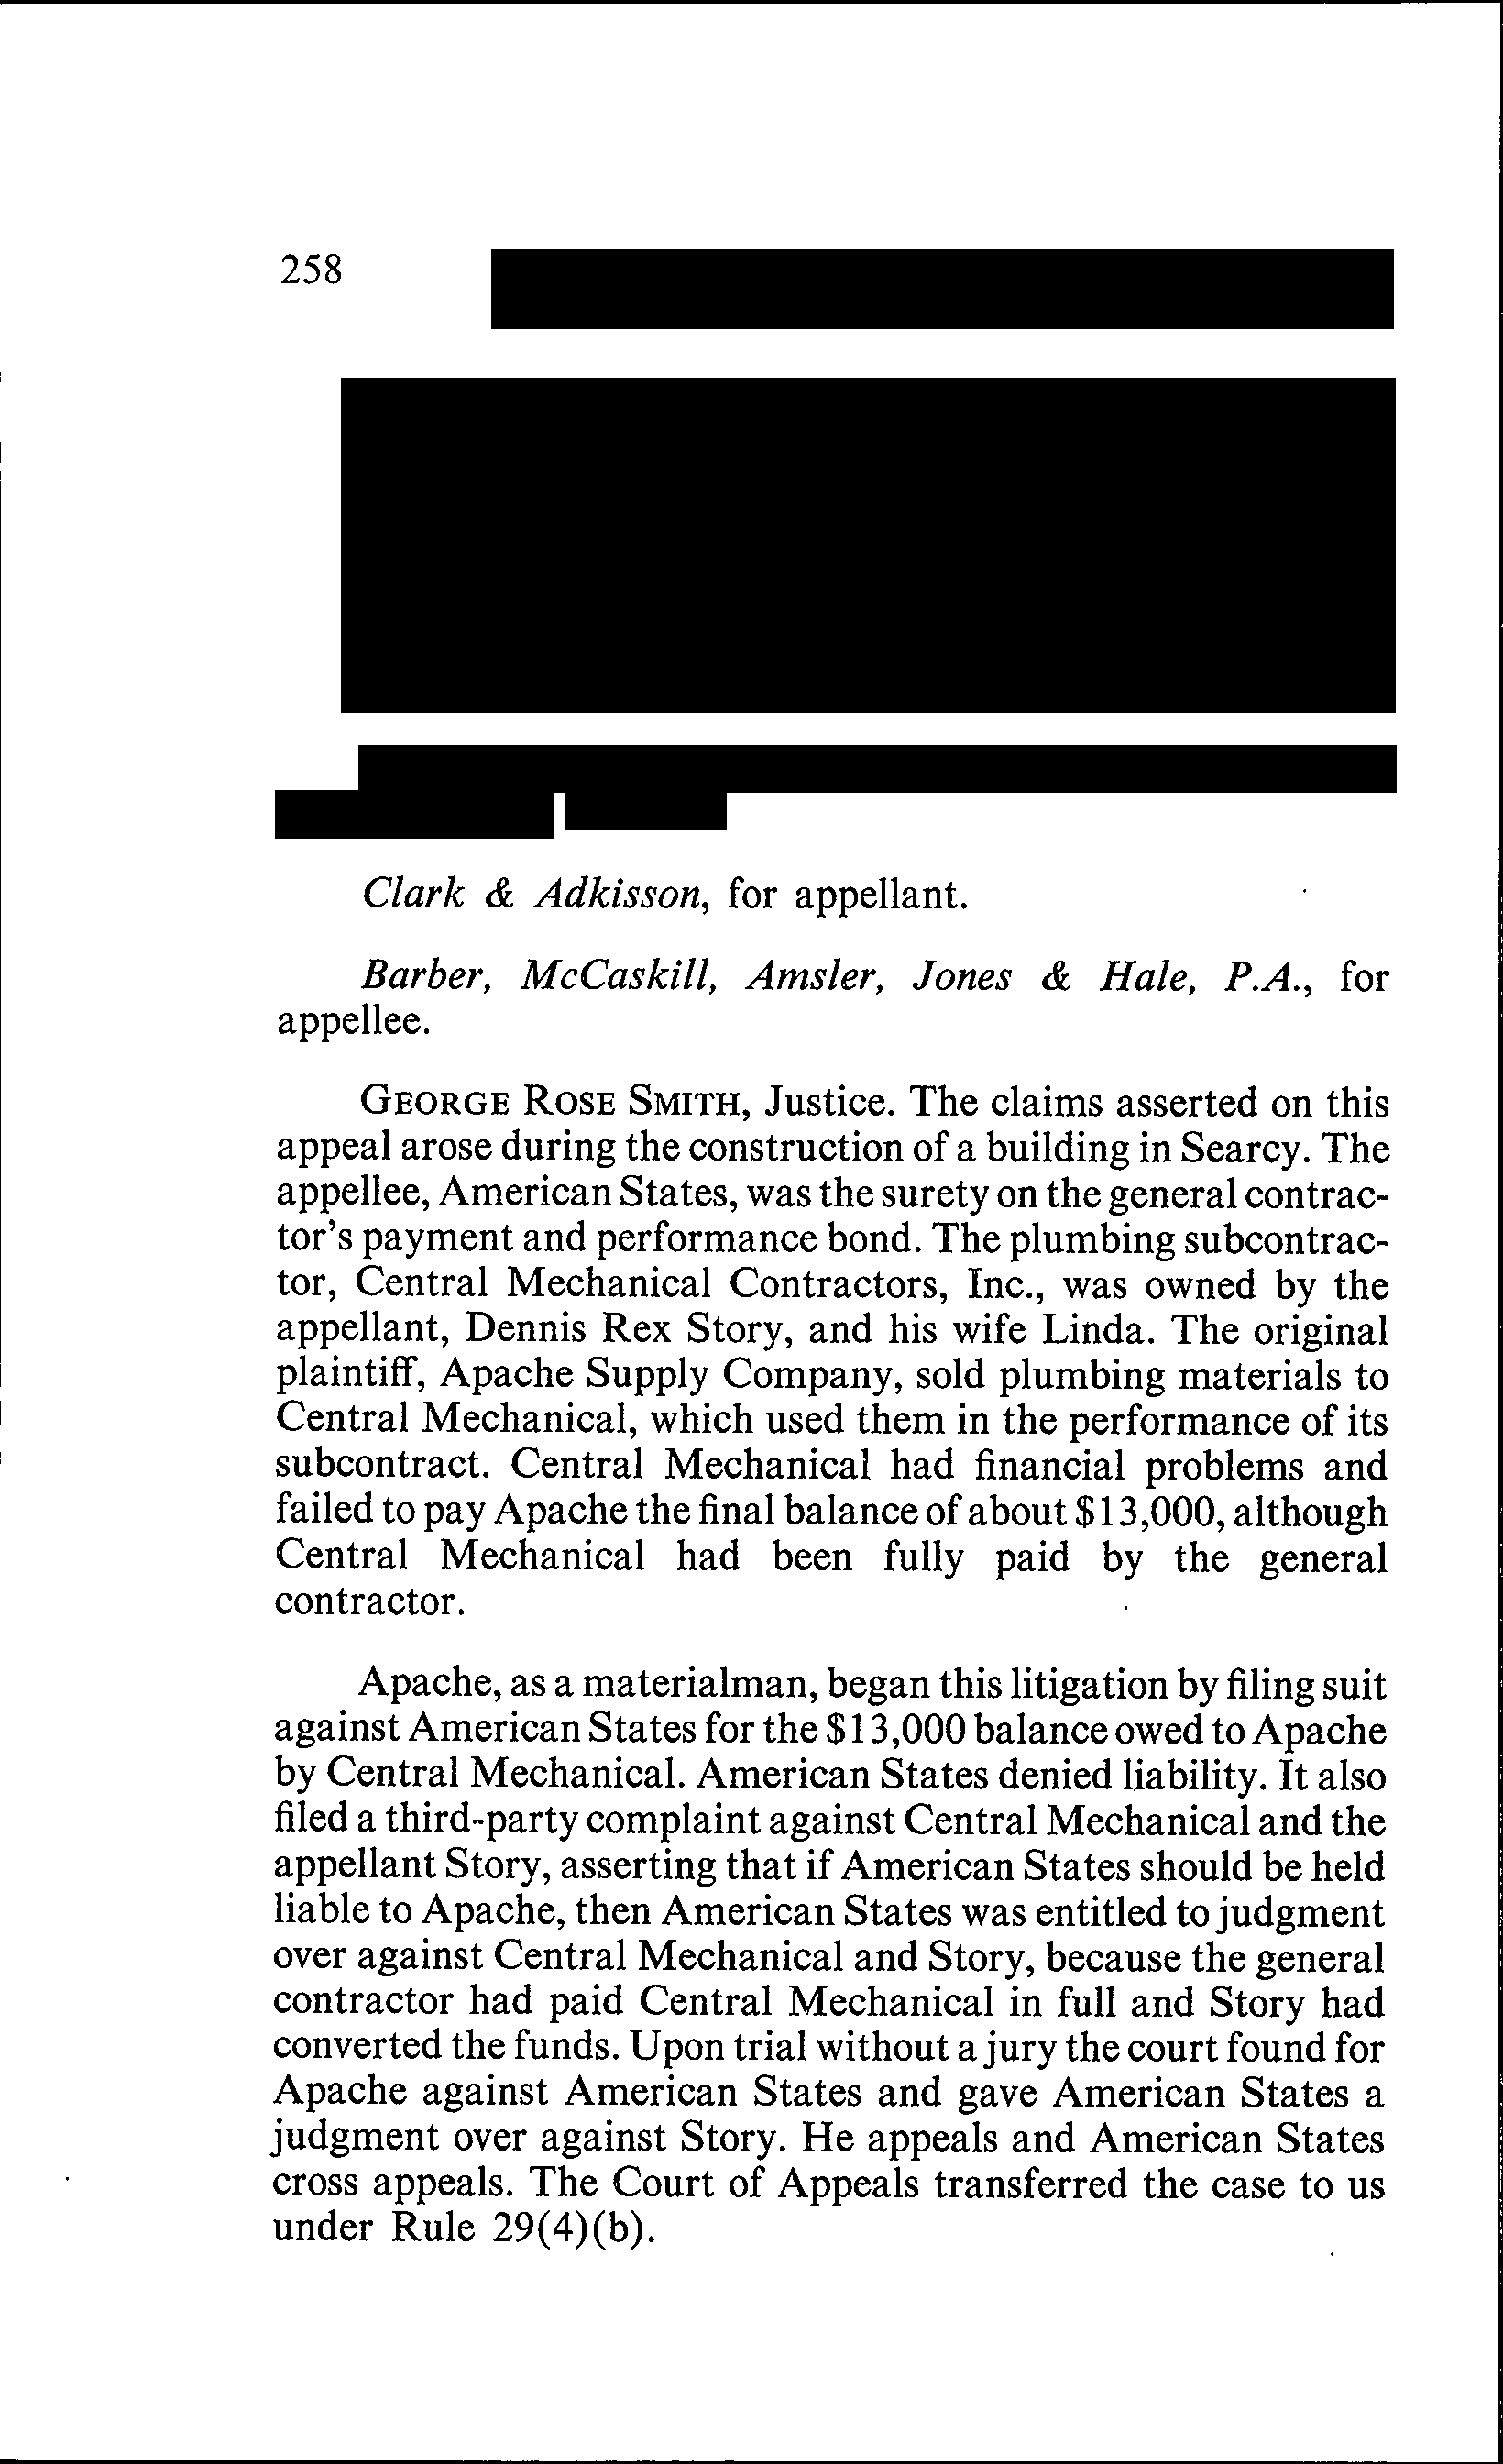 258
Clark & Adkisson, for appellant.
Barber, McCaskill, Amsler, Jones & Hale, P.A., for
appellee.
GEORGE ROSE SMITH, Justice. The claims asserted on this
appeal arose during the construction of a building in Searcy. The
appellee, American States, was the surety on the general contrac-
tor's payment and performance bond. The plumbing subcontrac-
tor, Central Mechanical Contractors, Inc., was owned by the
appellant, Dennis Rex Story, and his wife Linda. The original
plaintiff, Apache Supply Company, sold plumbing materials to
Central Mechanical, which used them in the performance of its
subcontract. Central Mechanical had financial problems and
failed to pay Apache the final balance of about $13,000, although
Central Mechanical had been fully paid by the general
contractor.
Apache, as a materialman, began this litigation by filing suit
against American States for the $13,000 balance owed to Apache
by Central Mechanical. American States denied liability. It also
filed a third-party complaint against Central Mechanical and the
appellant Story, asserting that if American States should be held
liable to Apache, then American States was entitled to judgment
over against Central Mechanical and Story, because the general
contractor had paid Central Mechanical in full and Story had
converted the funds. Upon trial without a jury the court found for
Apache against American States and gave American States a
judgment over against Story. He appeals and American States
cross appeals. The Court of Appeals transferred the case to us
under Rule 29(4)(b).